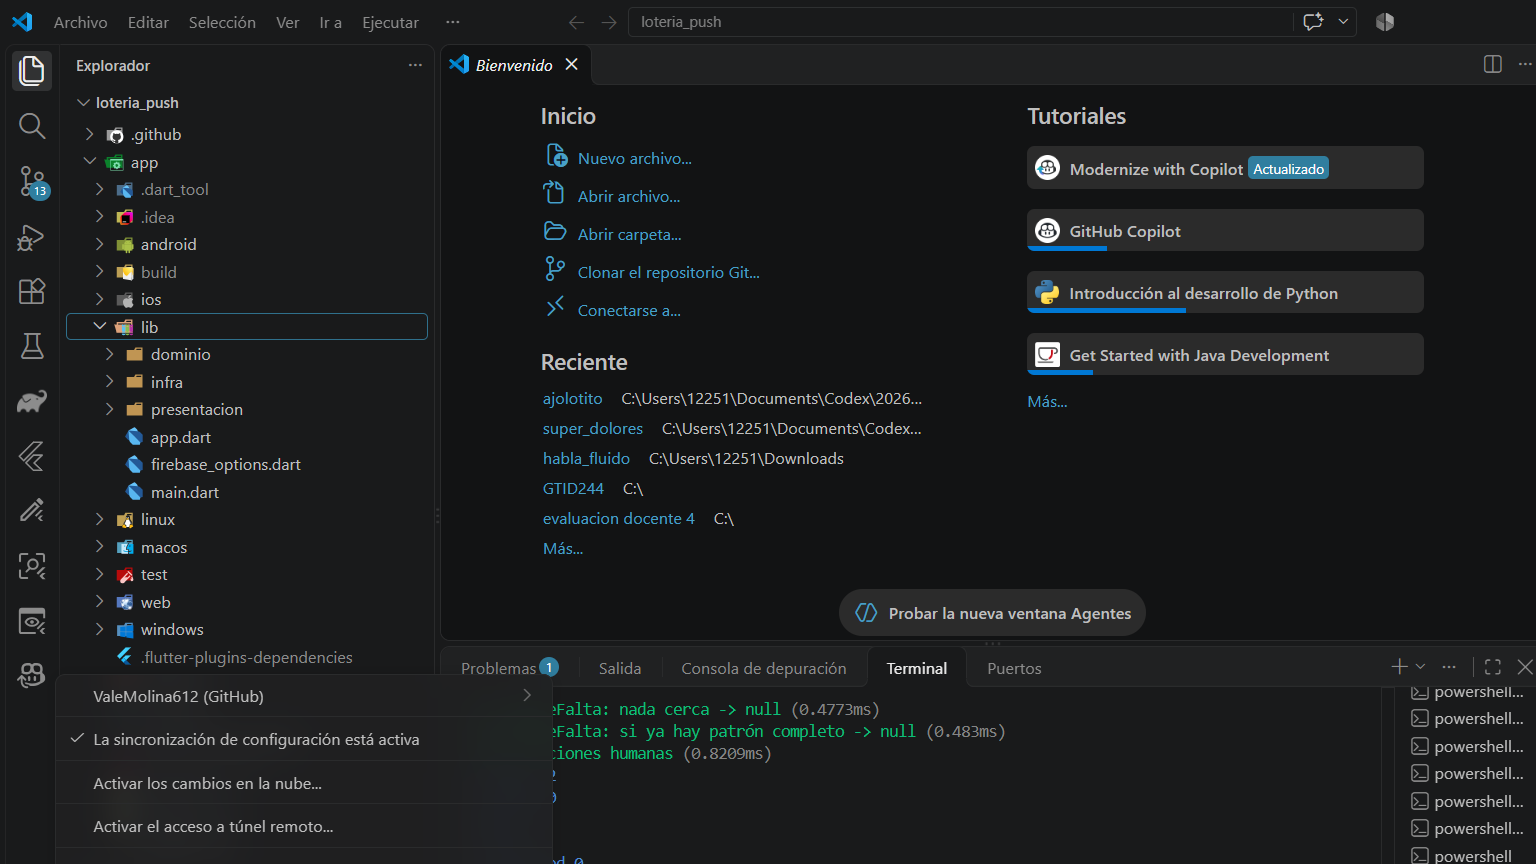 Archivo Editar Selección Ver Ir a Ejecutar ...
loteria_push
Explorador
loteria_push
.github
app
.dart_tool
.idea
android
build
ios
lib
dominio
infra
presentacion
app.dart
firebase_options.dart
main.dart
linux
macos
test
web
windows
.flutter-plugins-dependencies
13
Bienvenido
Inicio
Nuevo archivo...
Abrir archivo...
Abrir carpeta...
Clonar el repositorio Git...
Conectarse a...
Reciente
ajolotito C:\Users\12251\Documents\Codex\2026...
super_dolores C:\Users\12251\Documents\Codex...
habla_fluido C:\Users\12251\Downloads
GTID244 C:\
evaluacion docente 4 C:\
Más...
Tutoriales
Modernize with Copilot Actualizado
GitHub Copilot
Introducción al desarrollo de Python
Get Started with Java Development
Más...
Probar la nueva ventana Agentes
Problemas 1 Salida Consola de depuración Terminal Puertos
eFalta: nada cerca -> null (0.4773ms)
eFalta: si ya hay patrón completo -> null (0.483ms)
ciones humanas (0.8209ms)
2
0
ed 0
powershell...
powershell...
powershell...
powershell...
powershell...
powershell...
powershell
ValeMolina612 (GitHub)
La sincronización de configuración está activa
Activar los cambios en la nube...
Activar el acceso a túnel remoto...